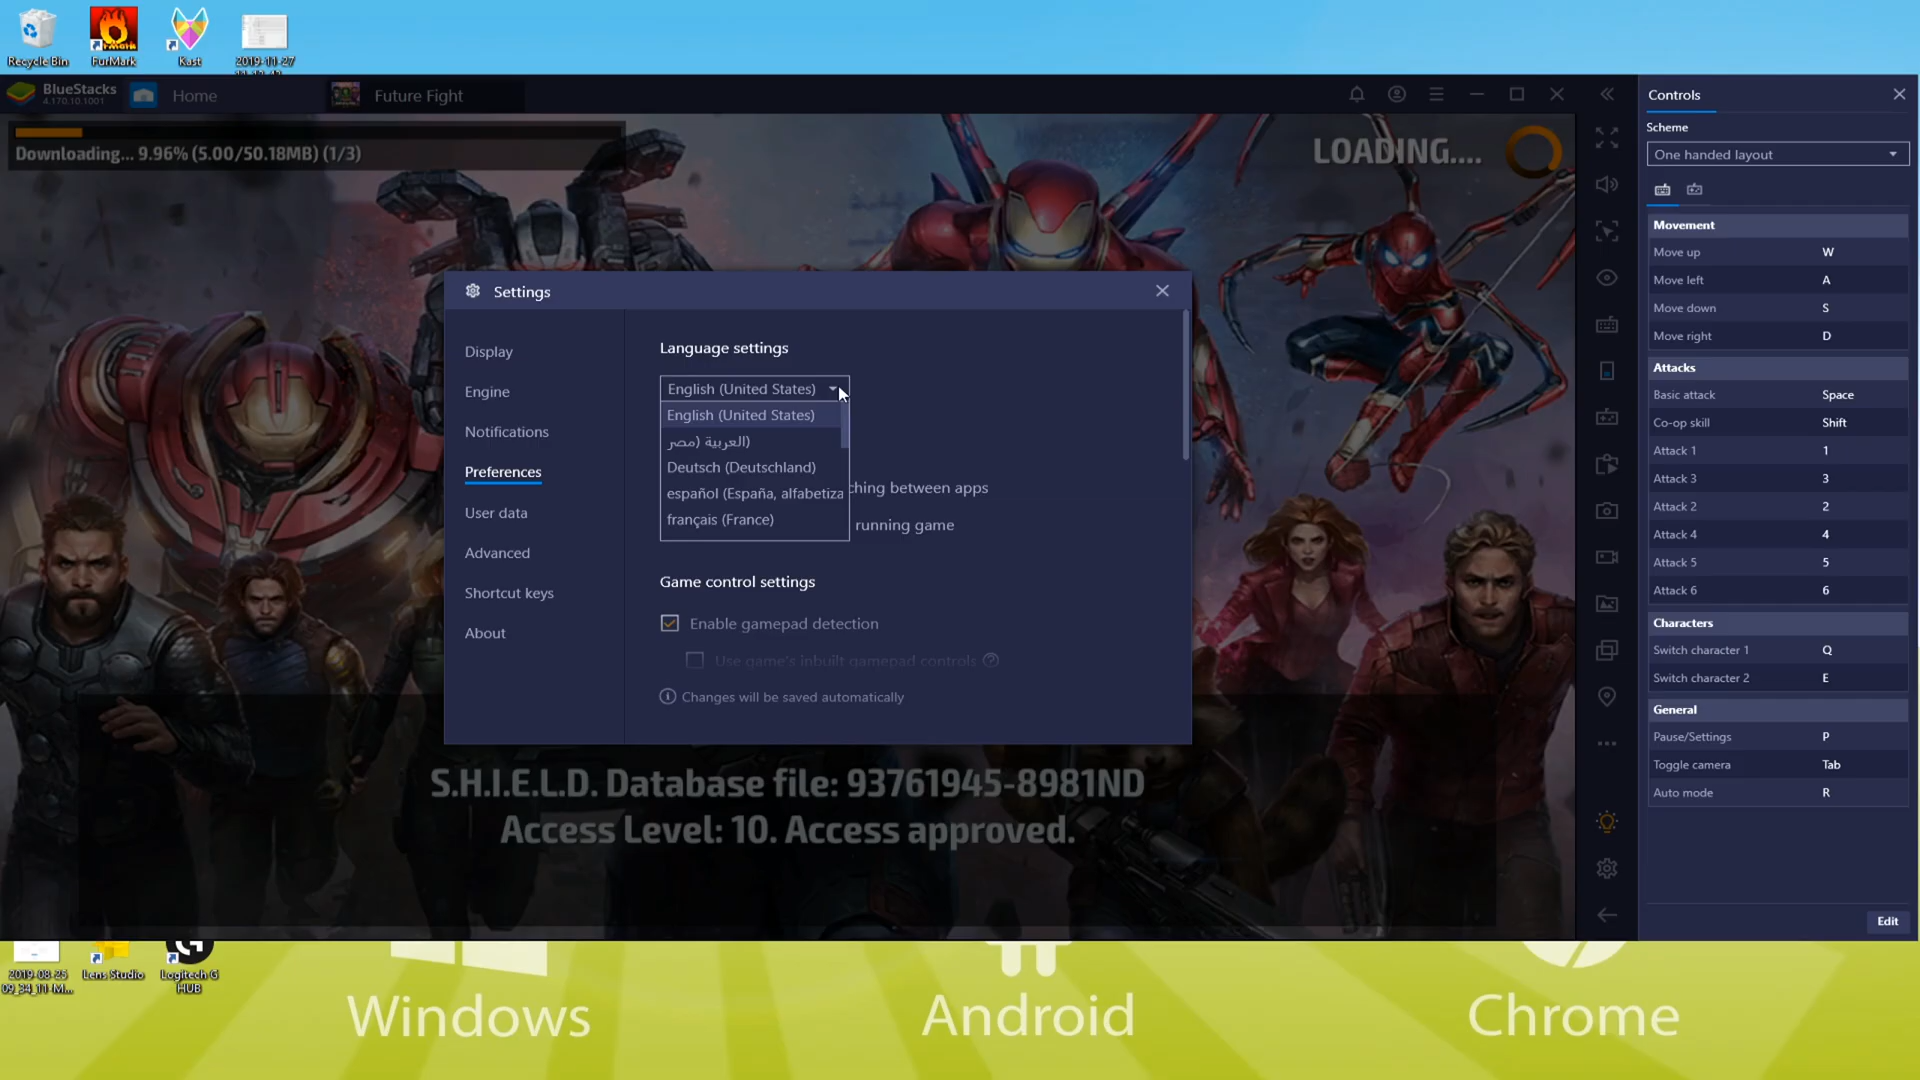 Recycle Bin
FurMark
Kast
2019-11-27
BlueStacks
4.170.10.1001
Home
Future Fight
Downloading... 9.96% (5.00/50.18MB) (1/3)
LOADING....
Settings
Display
Engine
Notifications
Preferences
User data
Advanced
Shortcut keys
About
Language settings
English (United States)
English (United States)
العربية (مصر)
Deutsch (Deutschland)
español (España, alfabetiza
français (France)
ching between apps
running game
Game control settings
Enable gamepad detection
Use game's inbuilt gamepad controls
Changes will be saved automatically
S.H.I.E.L.D. Database file: 93761945-8981ND
Access Level: 10. Access approved.
Controls
Scheme
One handed layout
Movement
Move up W
Move left A
Move down S
Move right D
Attacks
Basic attack Space
Co-op skill Shift
Attack 1 1
Attack 3 3
Attack 2 2
Attack 4 4
Attack 5 5
Attack 6 6
Characters
Switch character 1 Q
Switch character 2 E
General
Pause/Settings P
Toggle camera Tab
Auto mode R
Edit
2019-08-25
09_34_11-M...
Lens Studio
Logitech G
HUB
Windows
Android
Chrome